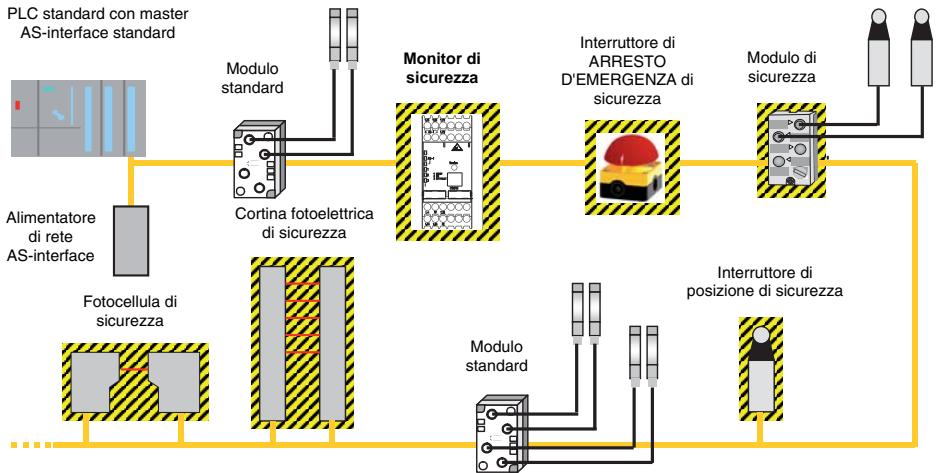 PLC standard con master
AS-interface standard
Modulo
standard
Monitor di
sicurezza
Interruttore di
ARRESTO
D'EMERGENZA di
sicurezza
Modulo di
sicurezza
Alimentatore
di rete
AS-interface
Cortina fotoelettrica
di sicurezza
Fotocellula di
sicurezza
Modulo
standard
Interruttore di
posizione di sicurezza